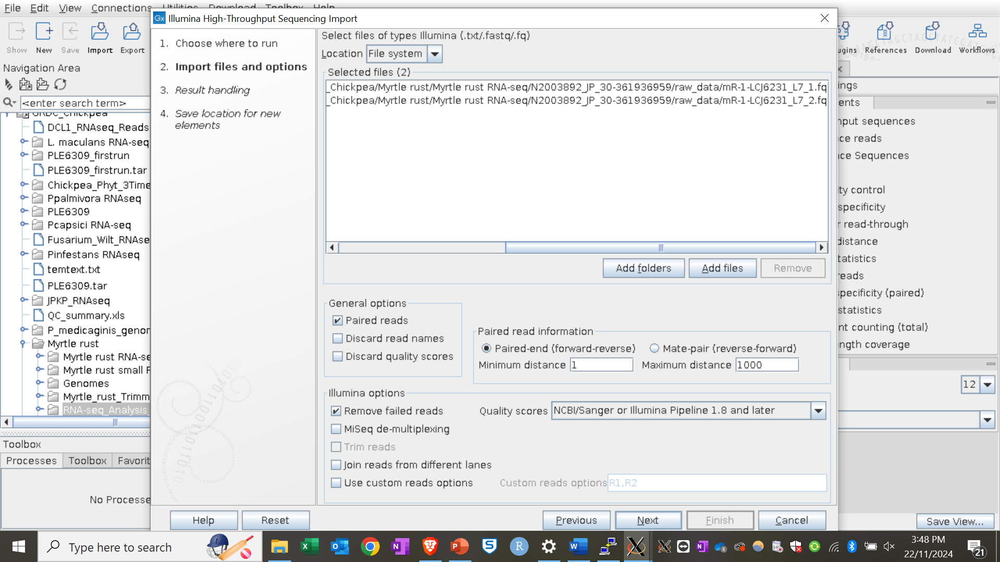 File Edit View Connections Utilities Download Toolbox Help
Gx Illumina High-Throughput Sequencing Import
Show New Save Import Export
References Download Workflows
Navigation Area
<enter search term>
GRDC_Chickpea
DCL1_RNAseq_Reads
L. maculans RNA-seq
PLE6309_firstrun
PLE6309_firstrun.tar
Chickpea_Phyt_3Time
Ppalmivora RNAseq
PLE6309
Pcapsici RNA-seq
Fusarium_Wilt_RNAse
Pinfestans RNAseq
temtext.txt
PLE6309.tar
JPKP_RNAseq
QC_summary.xls
P_medicaginis_genor
Myrtle rust
Myrtle rust RNA-se
Myrtle rust small
Genomes
Myrtle_rust_Trimm
RNA-seq_Analysis
Toolbox
Processes Toolbox Favorit
No Processe
1. Choose where to run
2. Import files and options
3. Result handling
4. Save location for new
elements
Select files of types Illumina (.txt/.fastq/.fq)
Location File system
Selected files (2)
_Chickpea/Myrtle rust/Myrtle rust RNA-seq/N2003892_JP_30-361936959/raw_data/mR-1-LCJ6231_L7_1.fq
_Chickpea/Myrtle rust/Myrtle rust RNA-seq/N2003892_JP_30-361936959/raw_data/mR-1-LCJ6231_L7_2.fq
Add folders Add files Remove
General options
Paired reads
Discard read names
Discard quality scores
Paired read information
Paired-end (forward-reverse) Mate-pair (reverse-forward)
Minimum distance 1 Maximum distance 1000
Illumina options
Remove failed reads Quality scores NCBI/Sanger or Illumina Pipeline 1.8 and later
MiSeq de-multiplexing
Trim reads
Join reads from different lanes
Use custom reads options Custom reads options R1,R2
Help Reset Previous Next Finish Cancel
ugins
ngs
ents
nput sequences
ce reads
nce Sequences
ity control
specificity
r read-through
distance
tatistics
reads
specificity (paired)
statistics
nt counting (total)
ngth coverage
12
Save View...
Type here to search
3:48 PM
22/11/2024
21